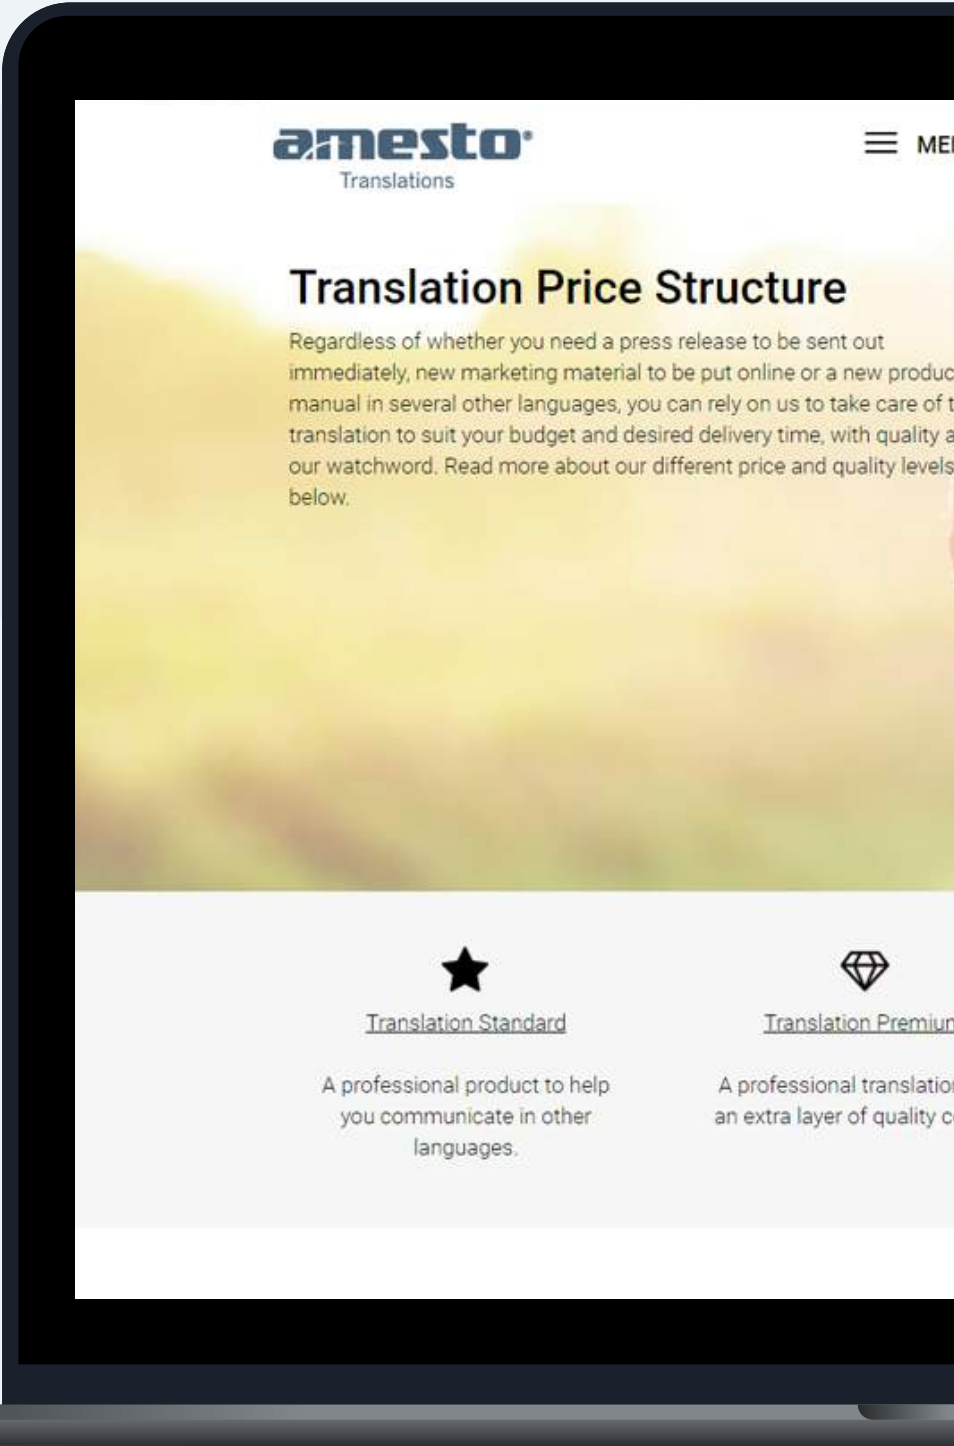 amesto®
Translations
Translation Price Structure
Regardless of whether you need a press release to be sent out
immediately, new marketing material to be put online or a new
manual in several other languages, you can rely on us to take care of
translation to suit your budget and desired delivery time, with quality
our watchword. Read more about our different price and quality levels
below.
Translation Standard
Translation
A professional product to help
you communicate in other
languages.
A professional
an extra layer of quality